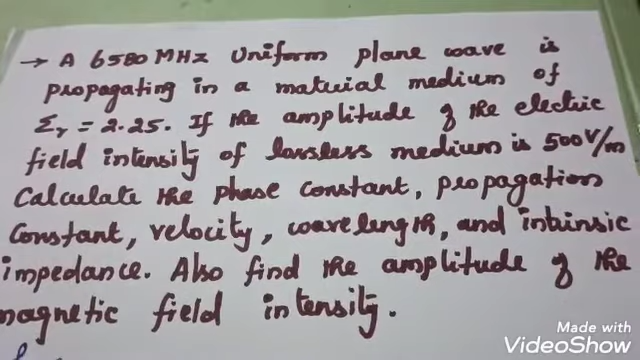 → A 6580 MHz Uniform plane wave is
propagating in a material medium of
Σr = 2.25. If the amplitude of the electric
field intensity of lossless medium is 500V/m
Calculate the phase constant, propagation
constant, velocity, wavelength, and intrinsic
impedance. Also find the amplitude of the
magnetic field intensity.
Made with
VideoShow